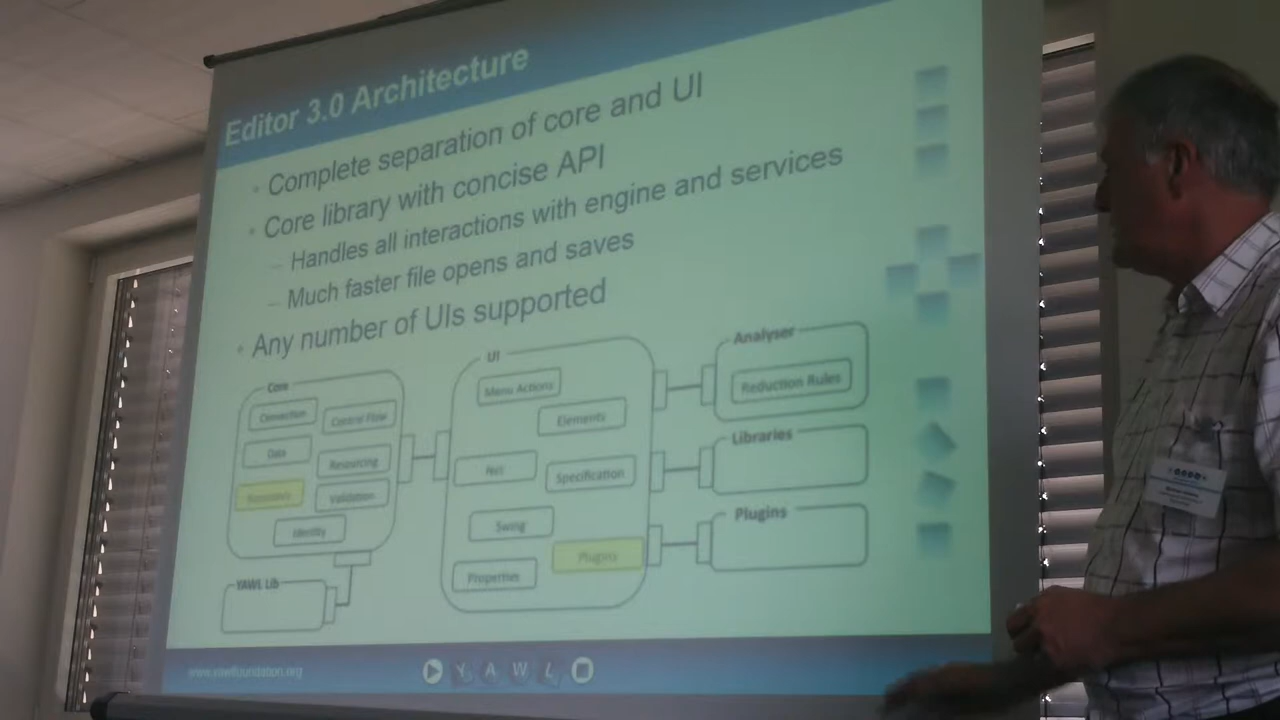 Editor 3.0 Architecture
• Complete separation of core and UI
• Core library with concise API
– Handles all interactions with engine and services
– Much faster file opens and saves
• Any number of UIs supported
Core
Connection
Control Flow
Data
Resourcing
Validation
Identity
YAWL Lib
UI
Menu Actions
Elements
Net
Specification
Swing
Plugins
Properties
Analyser
Reduction Rules
Libraries
Plugins
www.yawlfoundation.org
Y A W L